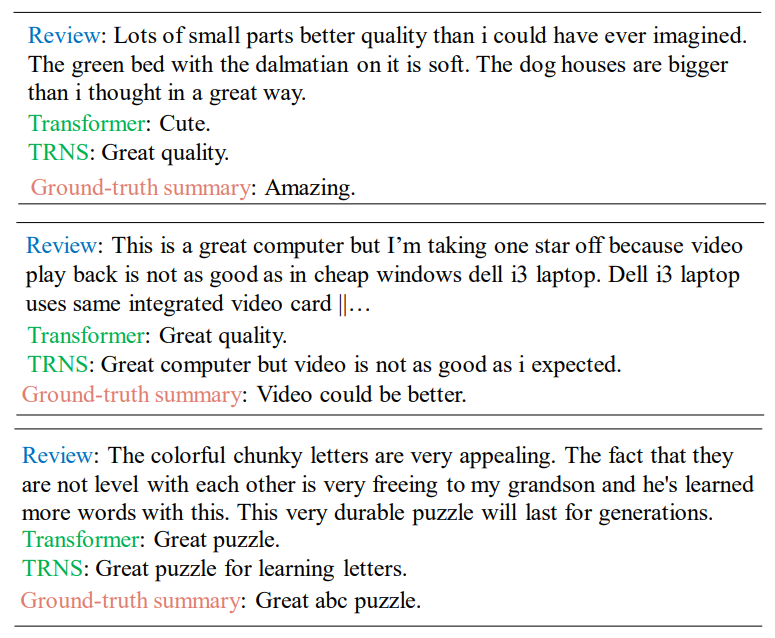 Review: Lots of small parts better quality than i could have ever imagined.
The green bed with the dalmatian on it is soft. The dog houses are bigger
than i thought in a great way.
Transformer: Cute.
TRNS: Great quality.
Ground-truth summary: Amazing.
Review: This is a great computer but I’m taking one star off because video
play back is not as good as in cheap windows dell i3 laptop. Dell i3 laptop
uses same integrated video card ||…
Transformer: Great quality.
TRNS: Great computer but video is not as good as i expected.
Ground-truth summary: Video could be better.
Review: The colorful chunky letters are very appealing. The fact that they
are not level with each other is very freeing to my grandson and he's learned
more words with this. This very durable puzzle will last for generations.
Transformer: Great puzzle.
TRNS: Great puzzle for learning letters.
Ground-truth summary: Great abc puzzle.